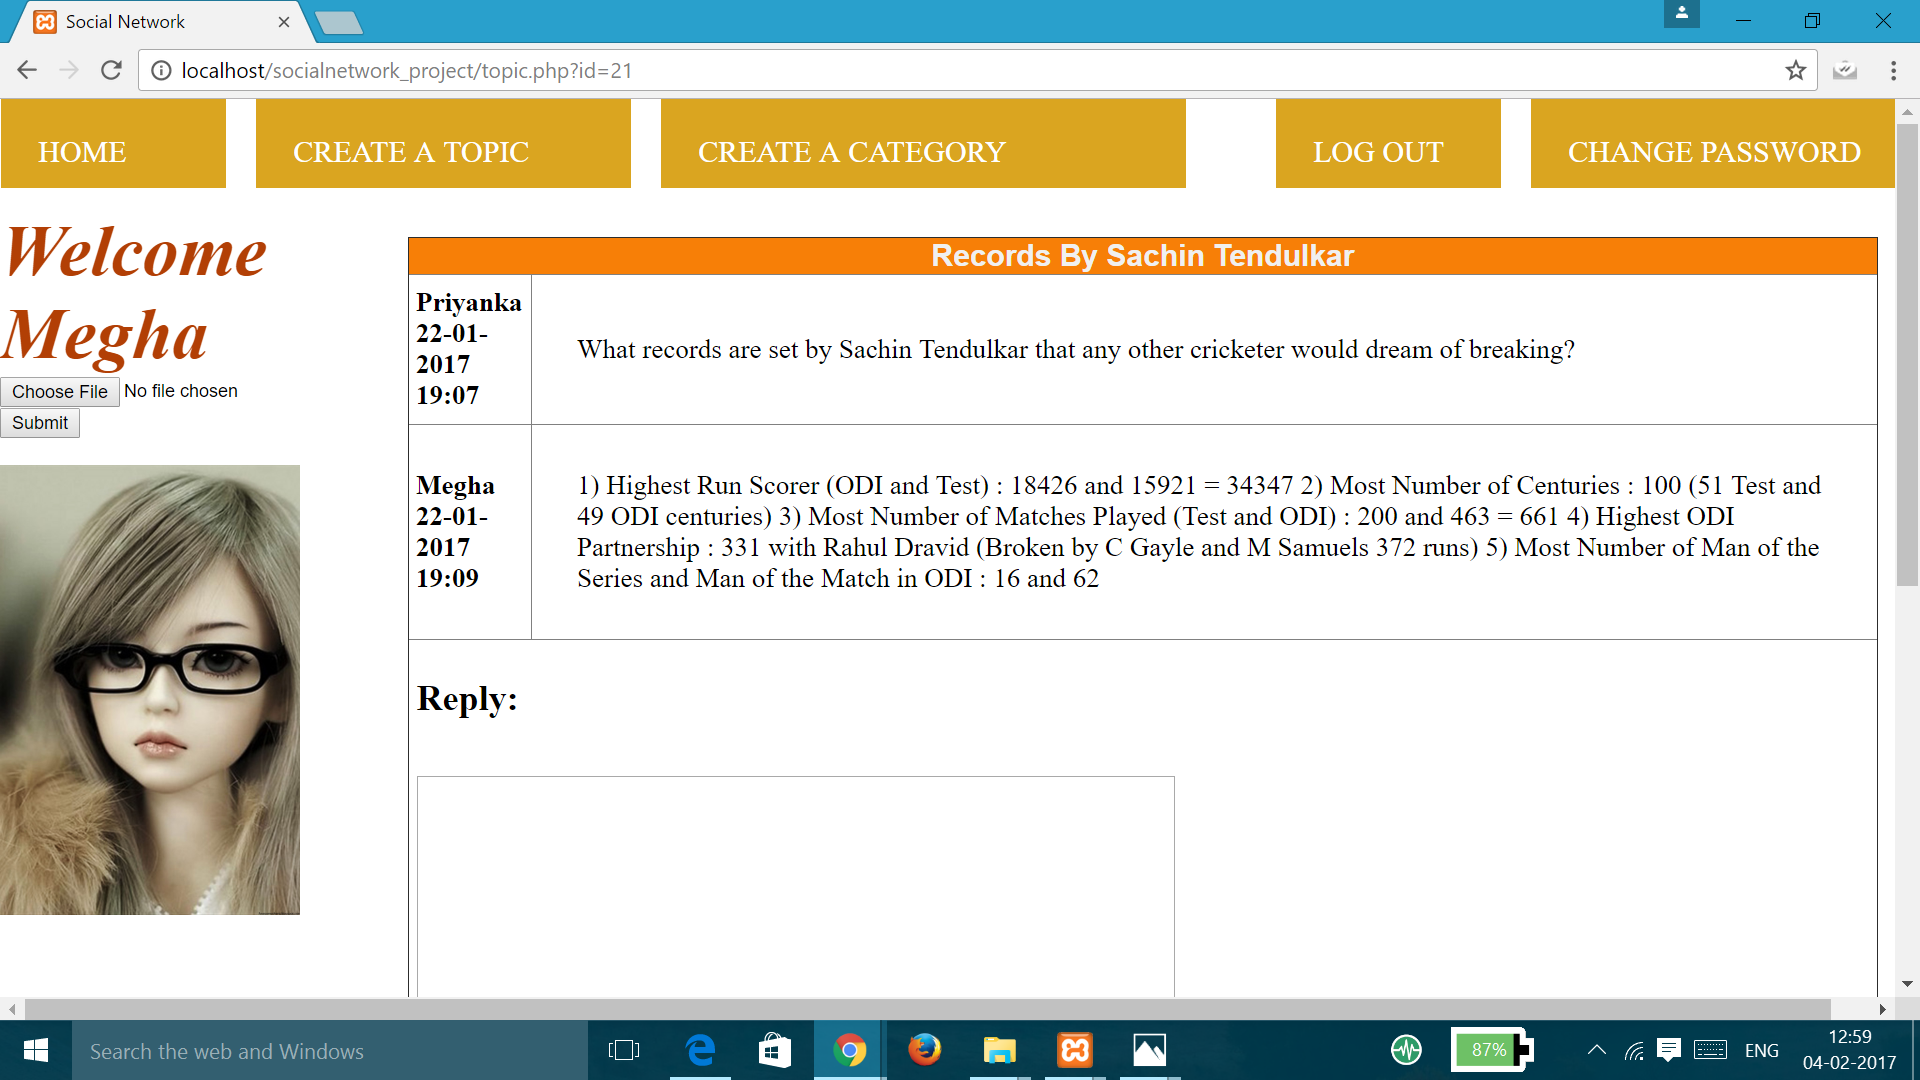 Social Network
localhost/socialnetwork_project/topic.php?id=21
HOME
CREATE A TOPIC
CREATE A CATEGORY
LOG OUT
CHANGE PASSWORD
Welcome
Megha
Choose File No file chosen
Submit
Records By Sachin Tendulkar
Priyanka
22-01-
2017
19:07
What records are set by Sachin Tendulkar that any other cricketer would dream of breaking?
Megha
22-01-
2017
19:09
1) Highest Run Scorer (ODI and Test) : 18426 and 15921 = 34347 2) Most Number of Centuries : 100 (51 Test and
49 ODI centuries) 3) Most Number of Matches Played (Test and ODI) : 200 and 463 = 661 4) Highest ODI
Partnership : 331 with Rahul Dravid (Broken by C Gayle and M Samuels 372 runs) 5) Most Number of Man of the
Series and Man of the Match in ODI : 16 and 62
Reply:
Search the web and Windows
87%
ENG
12:59
04-02-2017